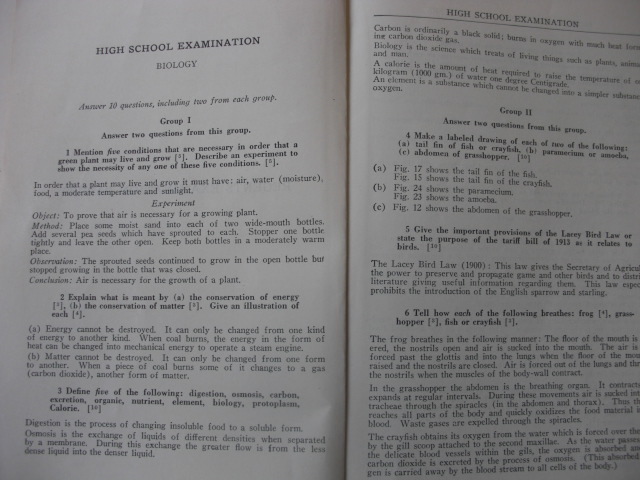 HIGH SCHOOL EXAMINATION
BIOLOGY
Answer 10 questions, including two from each group.
Group I
Answer two questions from this group.
1 Mention five conditions that are necessary in order that a
green plant may live and grow [5]. Describe an experiment to
show the necessity of any one of these five conditions. [5].
In order that a plant may live and grow it must have: air, water (moisture),
food, a moderate temperature and sunlight.
Experiment
Object: To prove that air is necessary for a growing plant.
Method: Place some moist sand into each of two wide-mouth bottles.
Add several pea seeds which have sprouted to each. Stopper one bottle
tightly and leave the other open. Keep both bottles in a moderately warm
place.
Observation: The sprouted seeds continued to grow in the open bottle but
stopped growing in the bottle that was closed.
Conclusion: Air is necessary for the growth of a plant.
2 Explain what is meant by (a) the conservation of energy
[3], (b) the conservation of matter [3]. Give an illustration of
each [4].
(a) Energy cannot be destroyed. It can only be changed from one kind
of energy to another kind. When coal burns, the energy in the form of
heat can be changed into mechanical energy to operate a steam engine.
(b) Matter cannot be destroyed. It can only be changed from one form
to another. When a piece of coal burns some of it changes to a gas
(carbon dioxide), another form of matter.
3 Define five of the following: digestion, osmosis, carbon,
excretion, organic, nutrient, element, biology, protoplasm,
Calorie. [10]
Digestion is the process of changing insoluble food to a soluble form.
Osmosis is the exchange of liquids of different densities when separated
by a membrane. During this exchange the greater flow is from the less
dense liquid into the denser liquid.
HIGH SCHOOL EXAMINATION
Carbon is ordinarily a black solid; burns in oxygen with much heat form-
ing carbon dioxide gas.
Biology is the science which treats of living things such as plants,
and man.
A calorie is the amount of heat required to raise the temperature of
kilogram (1000 gm.) of water one degree Centigrade.
An element is a substance which cannot be changed into a simpler substance
oxygen.
Group II
Answer two questions from this group.
4 Make a labeled drawing of each of two of the following:
(a) tail fin of fish or crayfish, (b) paramecium or amoeba,
(c) abdomen of grasshopper. [10]
(a) Fig. 17 shows the tail fin of the fish.
Fig. 15 shows the tail fin of the crayfish.
(b) Fig. 24 shows the paramecium.
Fig. 23 shows the amoeba.
(c) Fig. 12 shows the abdomen of the grasshopper.
5 Give the important provisions of the Lacey Bird Law or
state the purpose of the tariff bill of 1913 as it relates to
birds. [10]
The Lacey Bird Law (1900): This law gives the Secretary of
the power to preserve and propagate game and other birds and to
literature giving useful information regarding them. This law
prohibits the introduction of the English sparrow and starling.
6 Tell how each of the following breathes: frog [4], grass-
hopper [3], fish or crayfish [3].
The frog breathes in the following manner: The floor of the mouth is
ered, the nostrils open and air is sucked into the mouth. The air is
forced past the glottis and into the lungs when the floor of the
raised and the nostrils are closed. Air is forced out of the lungs and
the nostrils when the muscles of the body-wall contract.
In the grasshopper the abdomen is the breathing organ. It
expands at regular intervals. During these movements air is sucked
tracheae through the spiracles (in the abdomen and thorax). Thus
reaches all parts of the body and quickly oxidizes the food material
blood. Waste gases are expelled through the spiracles.
The crayfish obtains its oxygen from the water which is forced over the
by the gill scoop attached to the second maxillae. As the water passes
the delicate blood vessels within the gills, the oxygen is absorbed and
carbon dioxide is excreted by the process of osmosis. (This absorbed
gen is carried away by the blood stream to all cells of the body.)